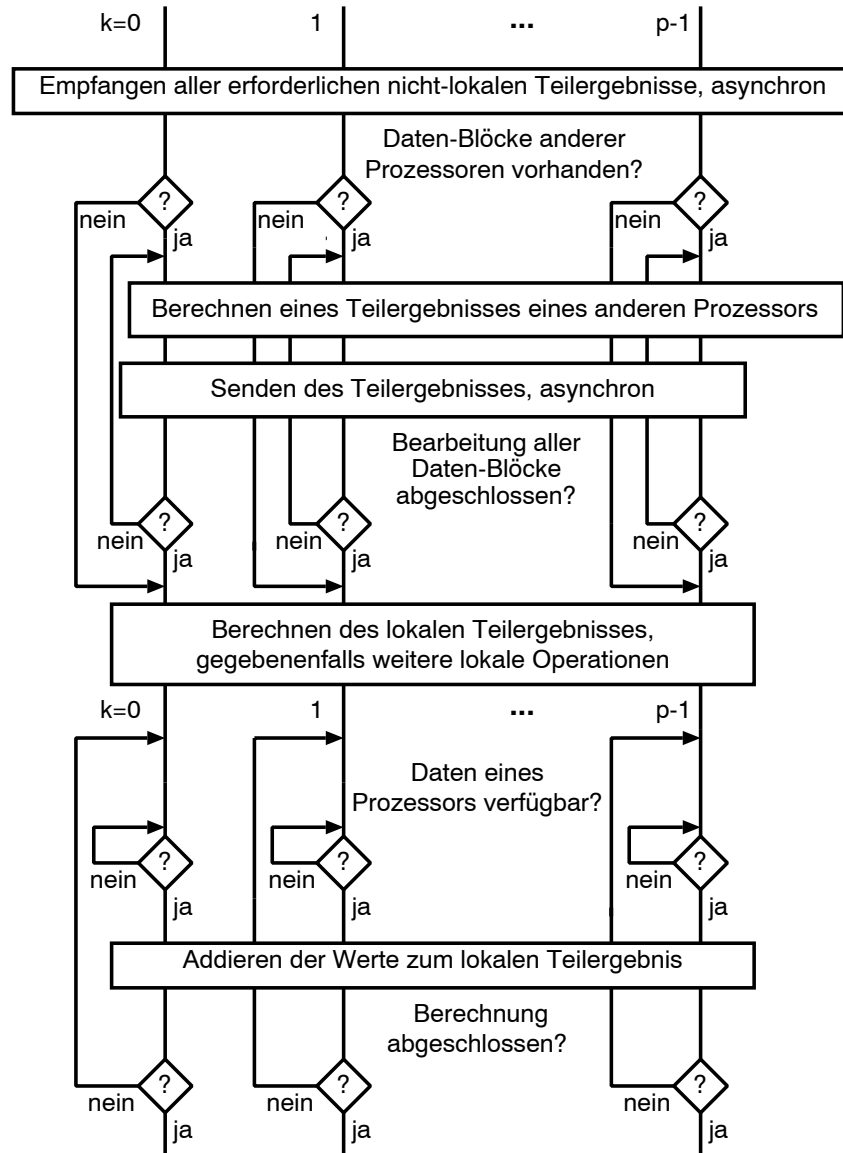 k=0 1 ... p-1
Empfangen aller erforderlichen nicht-lokalen Teilergebnisse, asynchron
Daten-Blöcke anderer
Prozessoren vorhanden?
? ? ?
nein nein nein
ja ja ja
Berechnen eines Teilergebnisses eines anderen Prozessors
Senden des Teilergebnisses, asynchron
Bearbeitung aller
Daten-Blöcke
abgeschlossen?
? ? ?
nein nein nein
ja ja ja
Berechnen des lokalen Teilergebnisses,
gegebenenfalls weitere lokale Operationen
k=0 1 ... p-1
Daten eines
Prozessors verfügbar?
? ? ?
nein nein nein
ja ja ja
Addieren der Werte zum lokalen Teilergebnis
Berechnung
abgeschlossen?
? ? ?
nein nein nein
ja ja ja